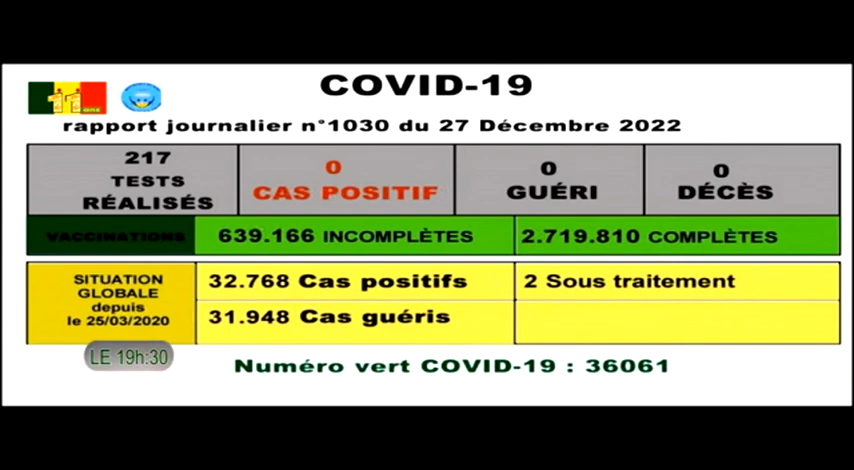 COVID-19
rapport journalier n°1030 du 27 Décembre 2022
217
TESTS
RÉALISÉS
0
CAS POSITIF
0
GUÉRI
0
DÉCÈS
VACCINATIONS
639.166 INCOMPLÈTES
2.719.810 COMPLÈTES
SITUATION
GLOBALE
depuis
le 25/03/2020
32.768 Cas positifs
2 Sous traitement
31.948 Cas guéris
LE 19h:30
Numéro vert COVID-19 : 36061